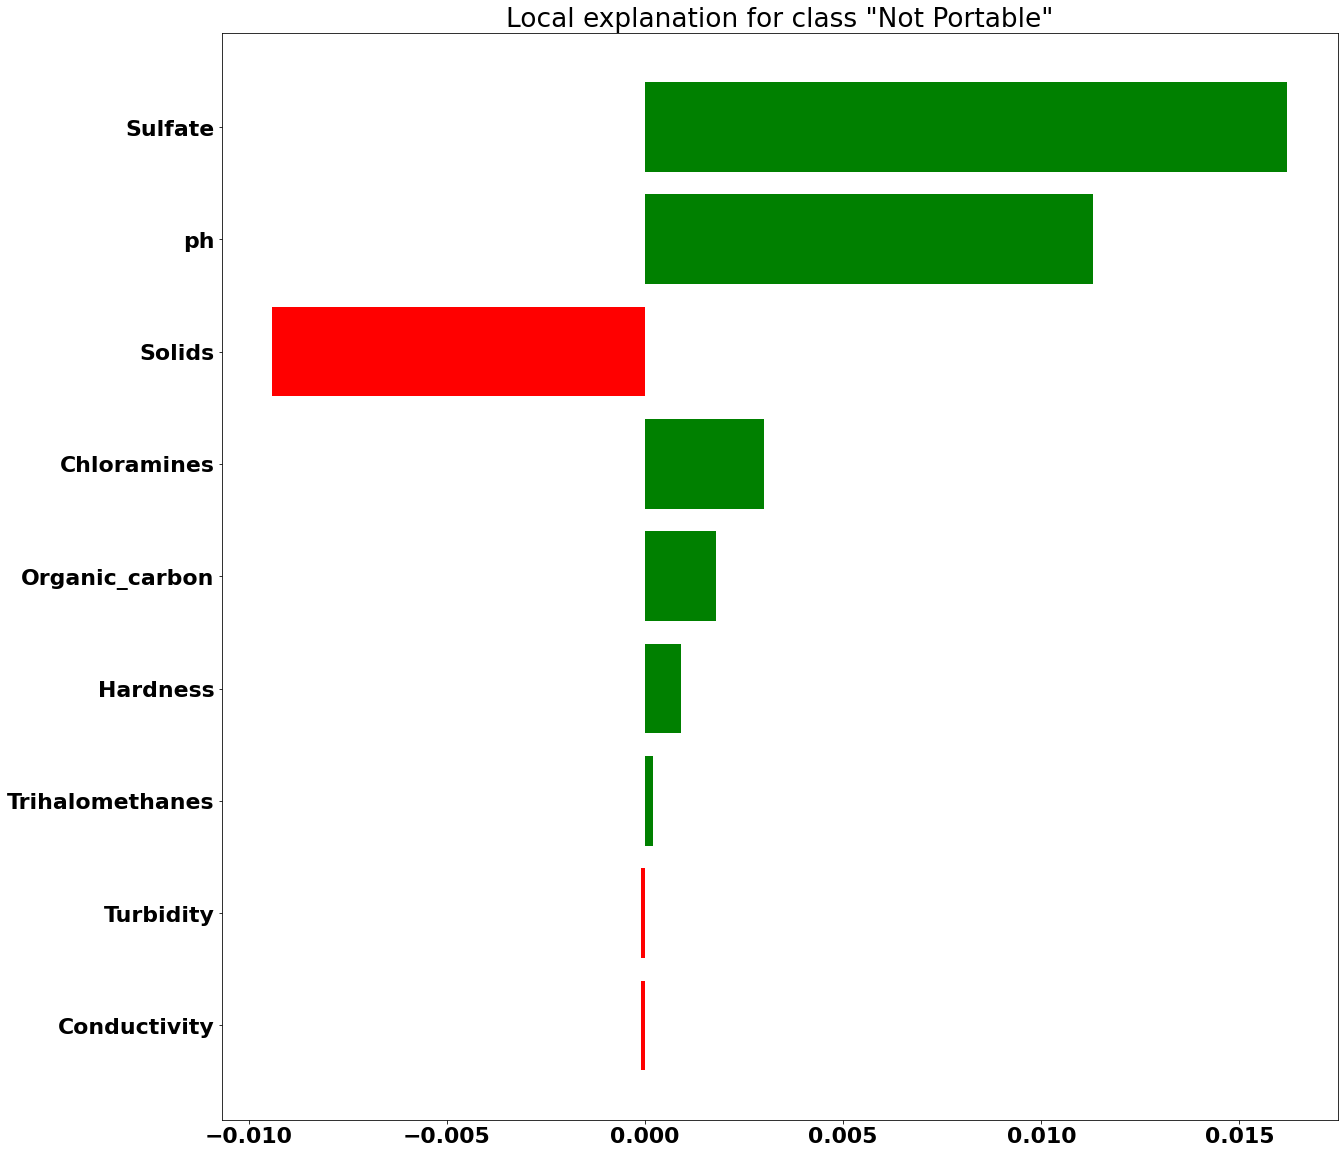 Local explanation for class "Not Portable"
Sulfate
ph
Solids
Chloramines
Organic_carbon
Hardness
Trihalomethanes
Turbidity
Conductivity
−0.010 −0.005 0.000 0.005 0.010 0.015